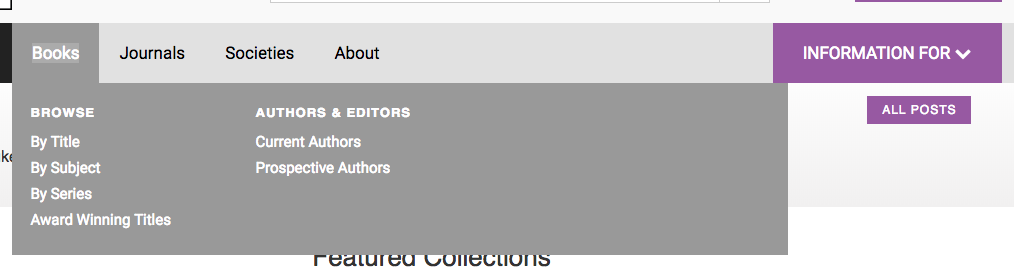 Books
Journals
Societies
About
INFORMATION FOR
ALL POSTS
BROWSE
By Title
By Subject
By Series
Award Winning Titles
AUTHORS & EDITORS
Current Authors
Prospective Authors
Featured Collections